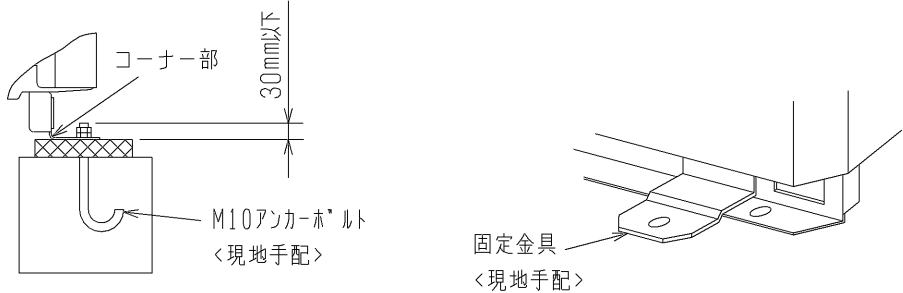 コーナー部
30mm以下
M10アンカーボルト
<現地手配>
固定金具
<現地手配>